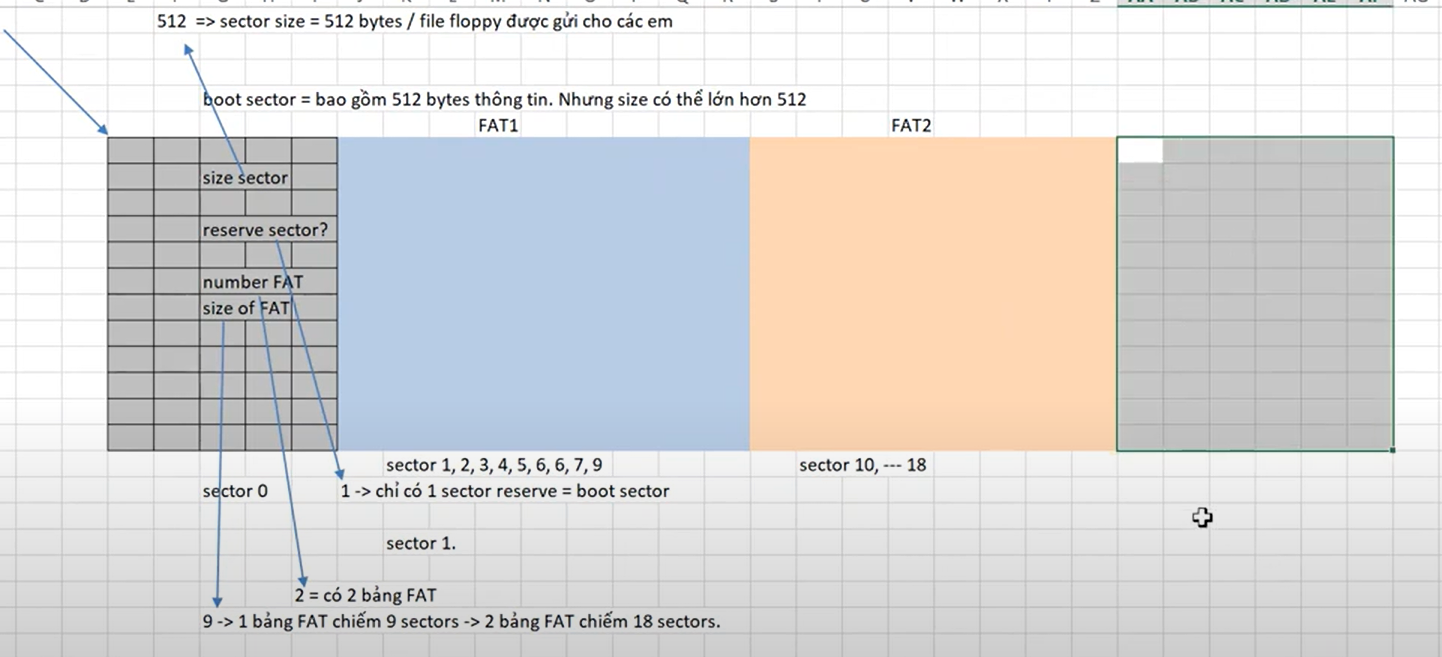 512 => sector size = 512 bytes / file floppy được gửi cho các em
boot sector = bao gồm 512 bytes thông tin. Nhưng size có thể lớn hơn 512
FAT1
FAT2
size sector
reserve sector?
number FAT
size of FAT
sector 1, 2, 3, 4, 5, 6, 6, 7, 9
sector 10, --- 18
sector 0
1 -> chỉ có 1 sector reserve = boot sector
sector 1.
2 = có 2 bảng FAT
9 -> 1 bảng FAT chiếm 9 sectors -> 2 bảng FAT chiếm 18 sectors.